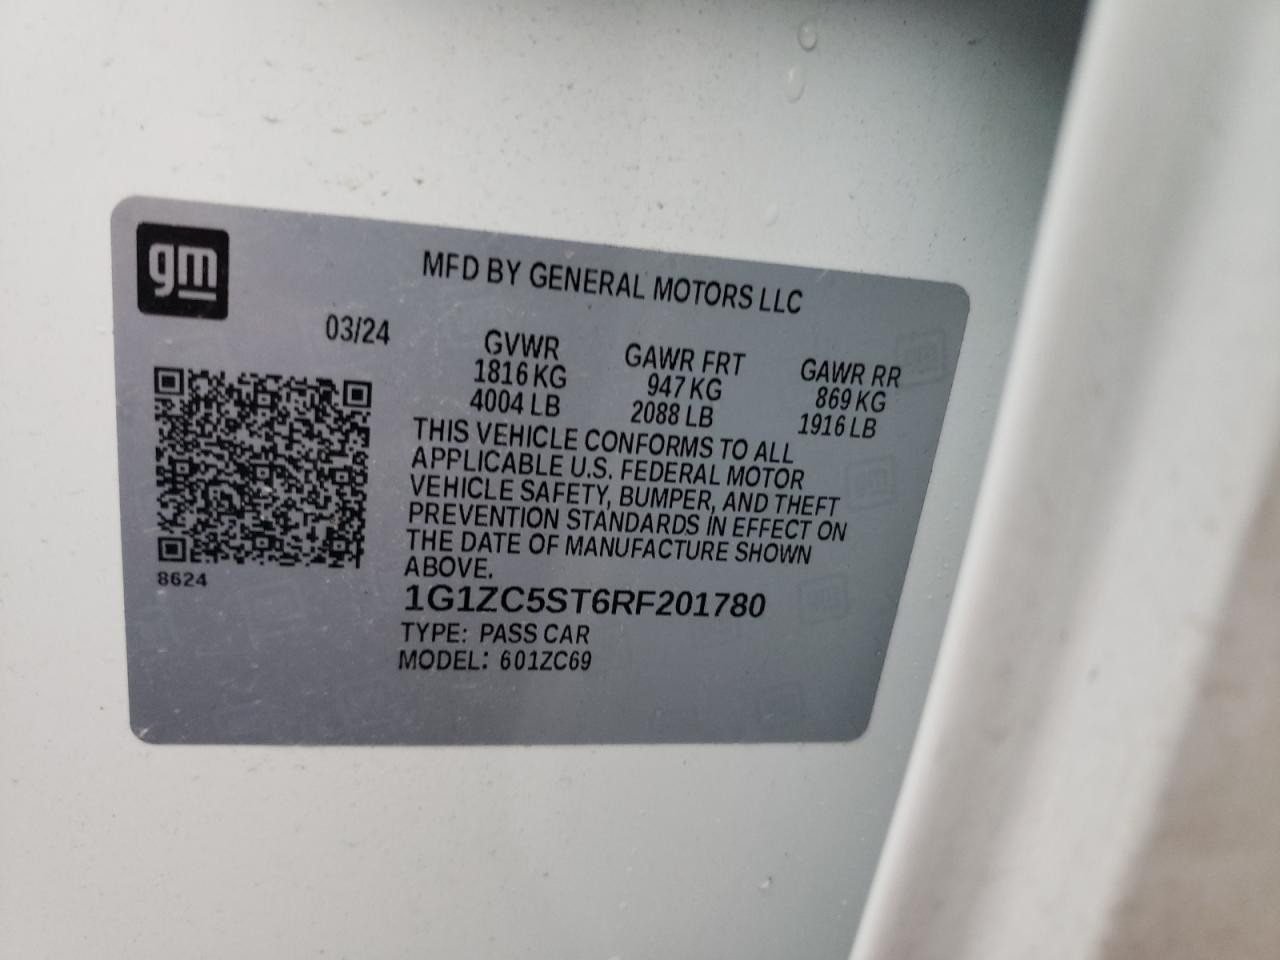 gm
MFD BY GENERAL MOTORS LLC
03/24
GVWR GAWR FRT GAWR RR
1816 KG 947 KG 869 KG
4004 LB 2088 LB 1916 LB
THIS VEHICLE CONFORMS TO ALL
APPLICABLE U.S. FEDERAL MOTOR
VEHICLE SAFETY, BUMPER, AND THEFT
PREVENTION STANDARDS IN EFFECT ON
THE DATE OF MANUFACTURE SHOWN
ABOVE.
8624
1G1ZC5ST6RF201780
TYPE: PASS CAR
MODEL: 601ZC69